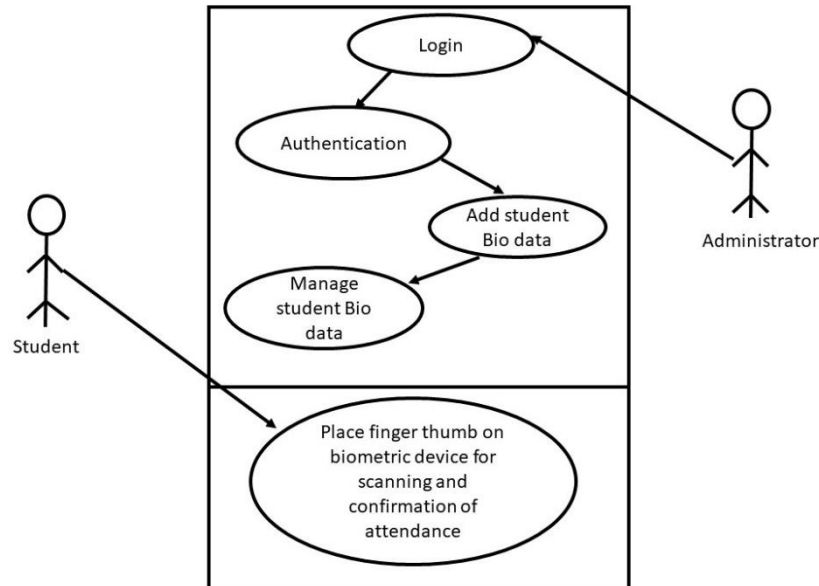 Login
Authentication
Add student
Bio data
Administrator
Manage
student Bio
data
Student
Place finger thumb on
biometric device for
scanning and
confirmation of
attendance